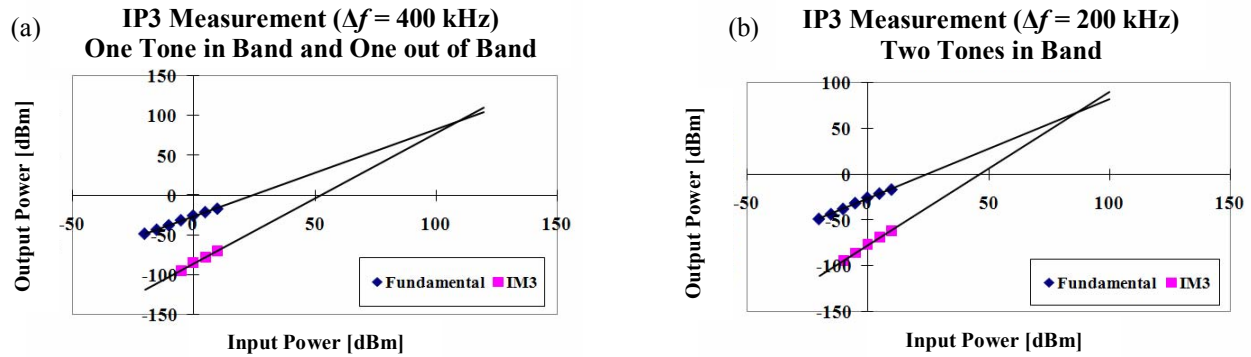 (a)
IP3 Measurement (Δf = 400 kHz)
One Tone in Band and One out of Band
Output Power [dBm]
150
100
50
0
-50
-100
-150
-50
0
50
100
150
Fundamental IM3
Input Power [dBm]
(b)
IP3 Measurement (Δf = 200 kHz)
Two Tones in Band
Output Power [dBm]
100
50
0
-50
-100
-150
-50
0
50
100
150
Fundamental IM3
Input Power [dBm]